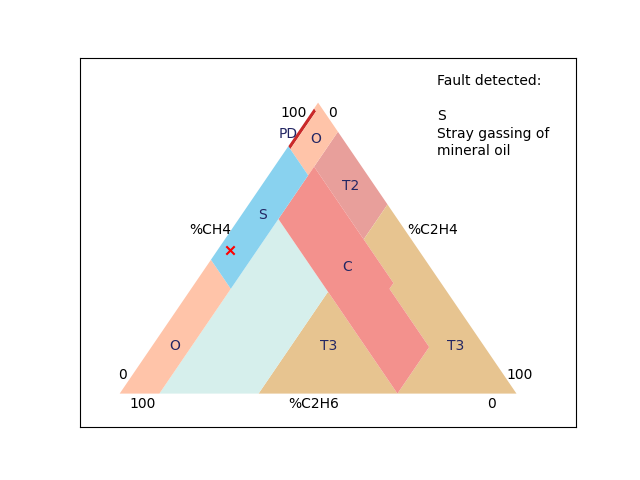 Fault detected:
100 0
S
PD O
Stray gassing of
mineral oil
T2
S
%CH4 %C2H4
C
O T3 T3
0 100
100 %C2H6 0